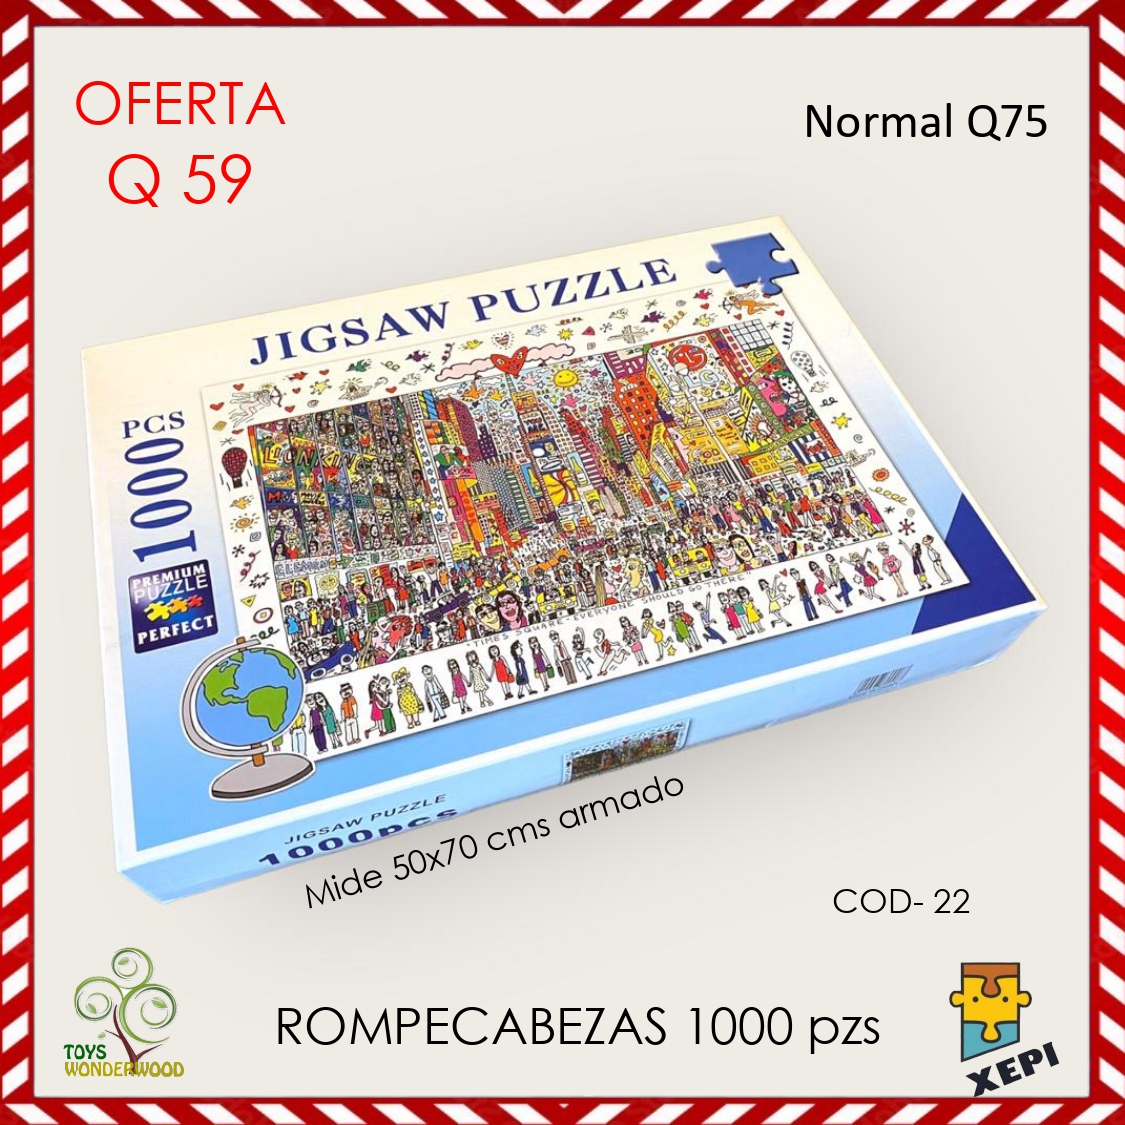 OFERTA
Q 59
Normal Q75
JIGSAW PUZZLE
1000 PCS
PREMIUM
PUZZLE
PERFECT
"TIMES SQUARE - EVERYONE SHOULD GO THERE"
JIGSAW PUZZLE
1000pcs
Mide 50x70 cms armado
COD- 22
ROMPECABEZAS 1000 pzs
TOYS
WONDERWOOD
XEPI